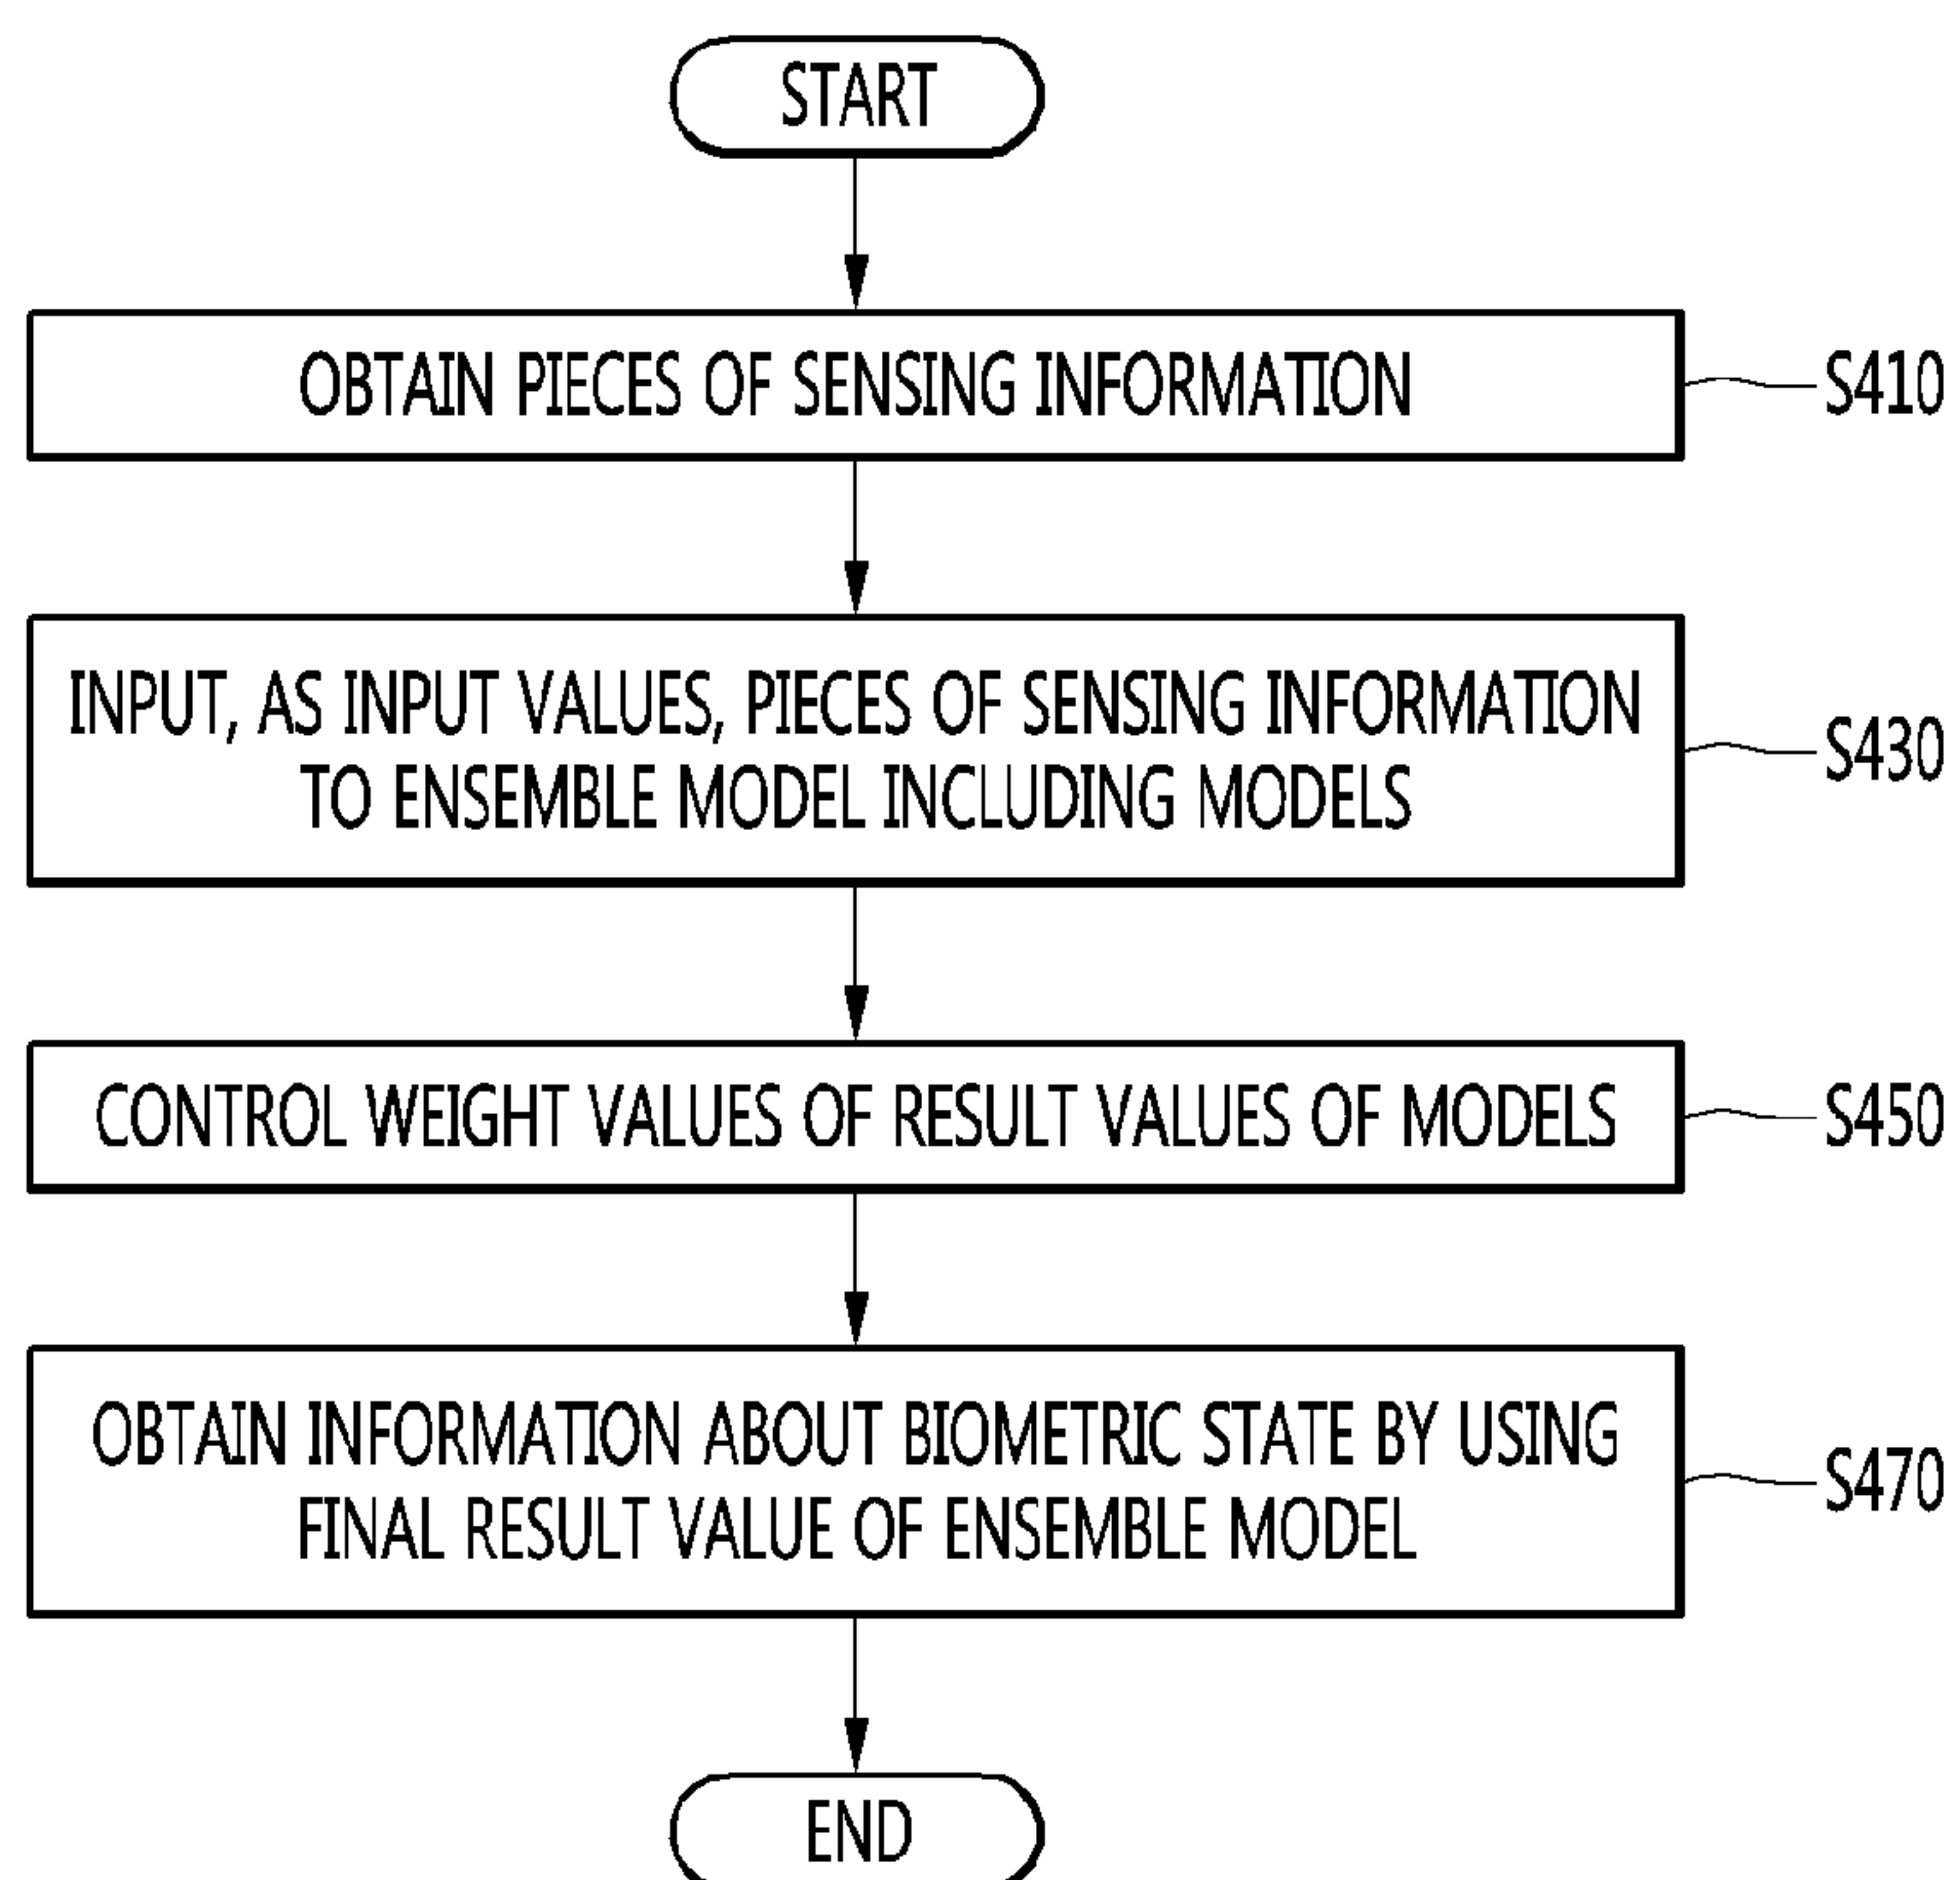 START
OBTAIN PIECES OF SENSING INFORMATION
S410
INPUT, AS INPUT VALUES, PIECES OF SENSING INFORMATION
TO ENSEMBLE MODEL INCLUDING MODELS
S430
CONTROL WEIGHT VALUES OF RESULT VALUES OF MODELS
S450
OBTAIN INFORMATION ABOUT BIOMETRIC STATE BY USING
FINAL RESULT VALUE OF ENSEMBLE MODEL
S470
END